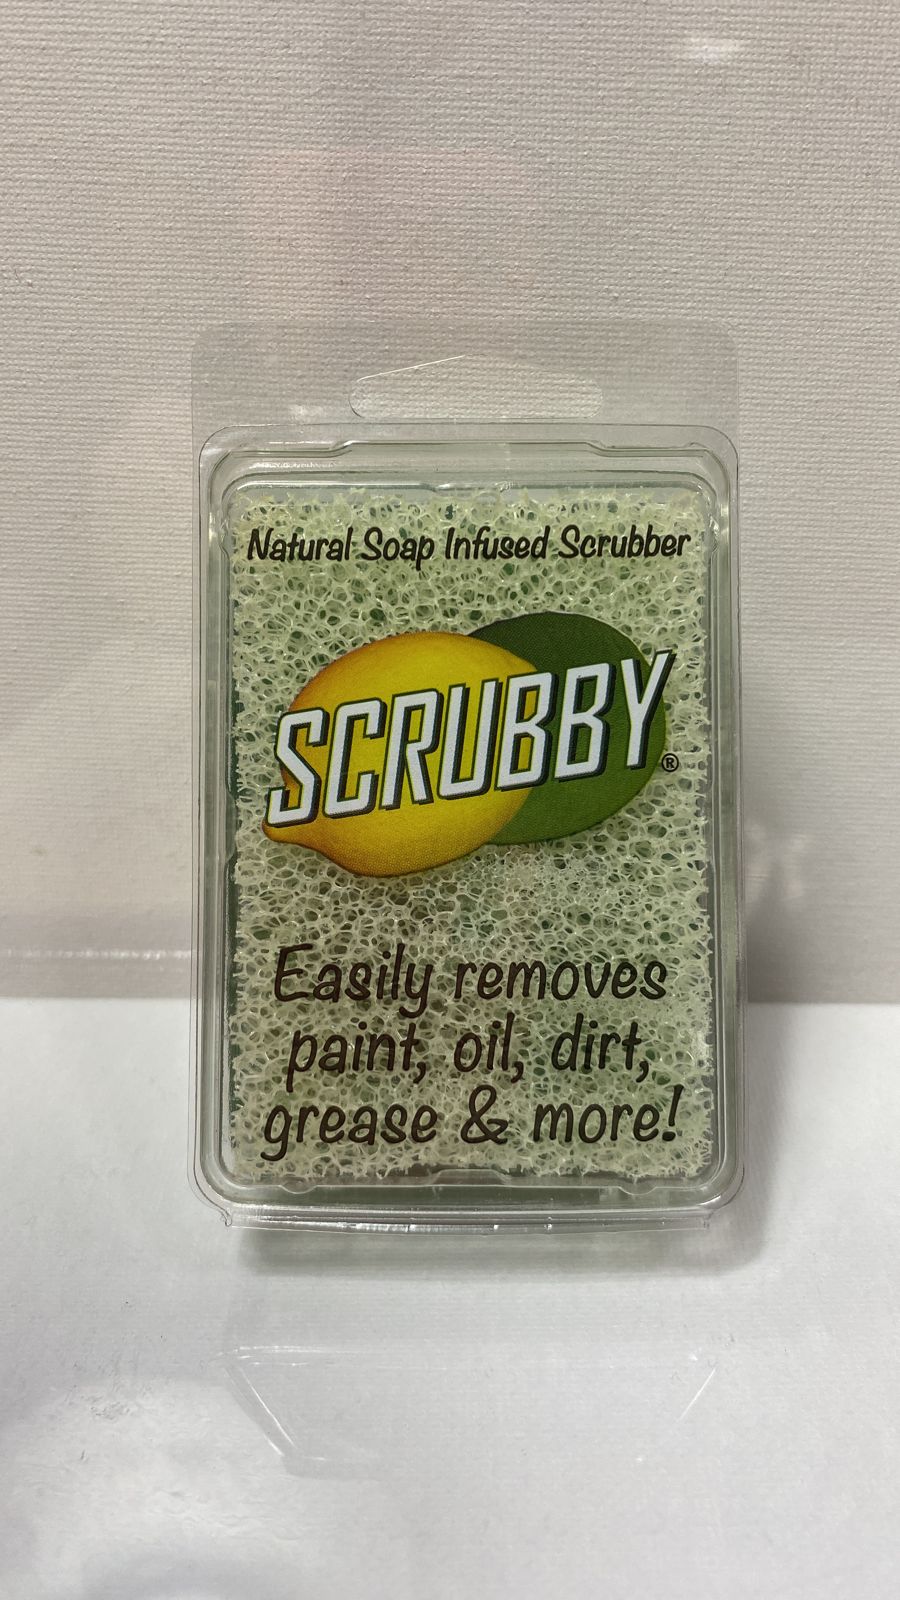 Natural Soap Infused Scrubber
SCRUBBY®
Easily removes
paint, oil, dirt,
grease & more!